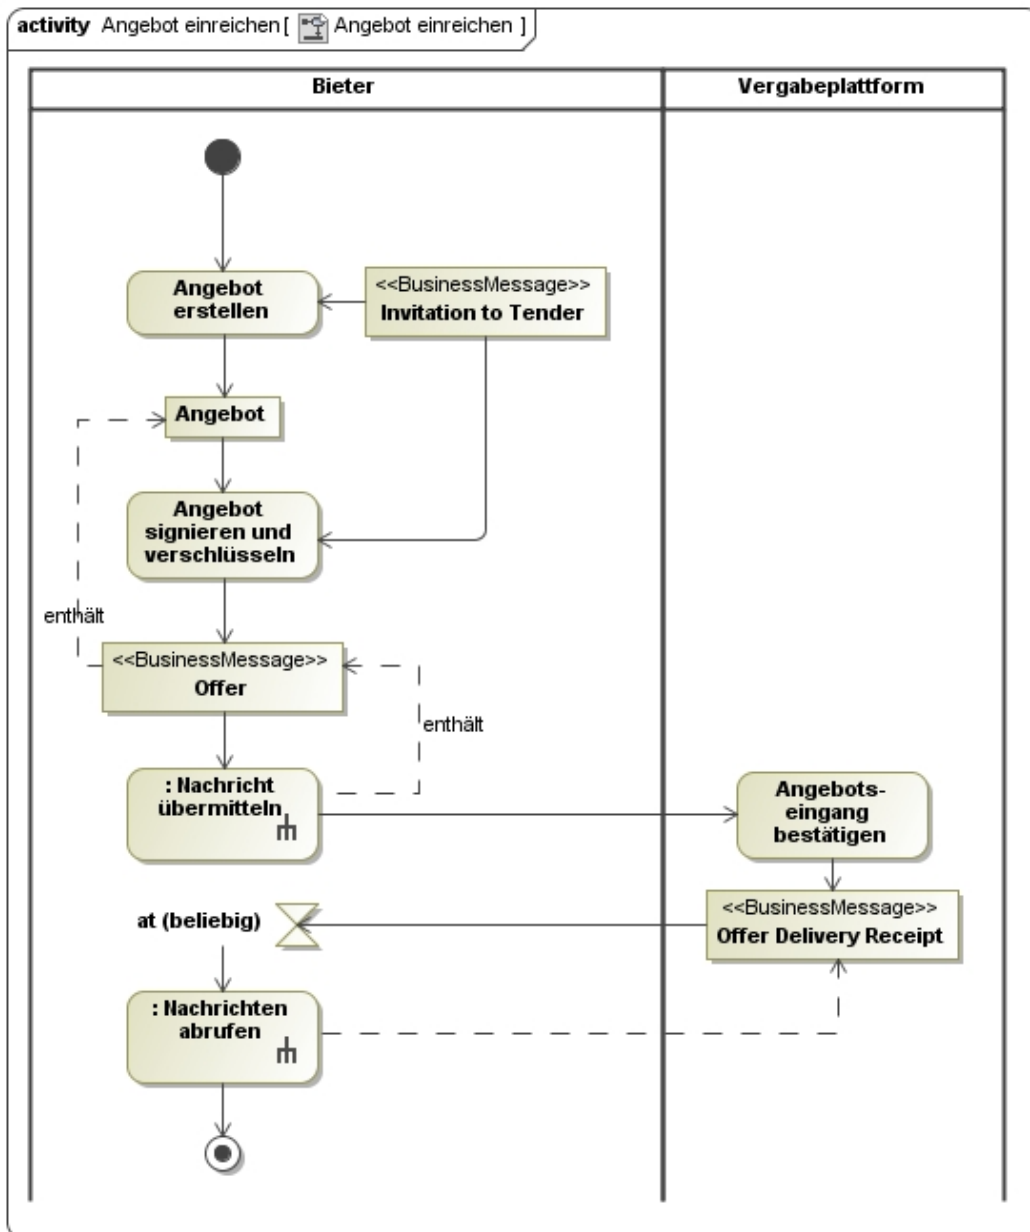 activity Angebot einreichen [ Angebot einreichen ]
Bieter
Vergabeplattform
Angebot
erstellen
<<BusinessMessage>>
Invitation to Tender
Angebot
Angebot
signieren und
verschlüsseln
enthält
<<BusinessMessage>>
Offer
enthält
: Nachricht
übermitteln
Angebots-
eingang
bestätigen
at (beliebig)
<<BusinessMessage>>
Offer Delivery Receipt
: Nachrichten
abrufen